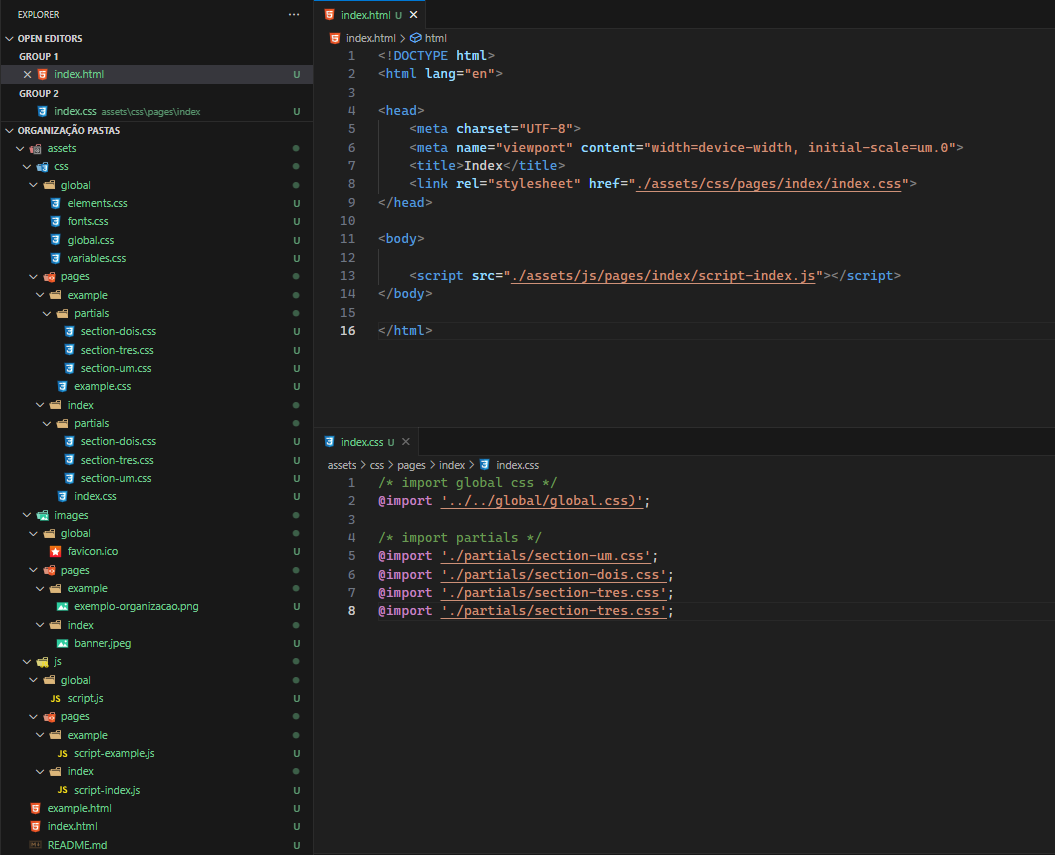 EXPLORER ...
OPEN EDITORS
GROUP 1
index.html U
GROUP 2
index.css assets\css\pages\index U
ORGANIZAÇÃO PASTAS
assets
css
global
elements.css U
fonts.css U
global.css U
variables.css U
pages
example
partials
section-dois.css U
section-tres.css U
section-um.css U
example.css U
index
partials
section-dois.css U
section-tres.css U
section-um.css U
index.css U
images
global
favicon.ico U
pages
example
exemplo-organizacao.png U
index
banner.jpeg U
js
global
JS script.js U
pages
example
JS script-example.js U
index
JS script-index.js U
example.html U
index.html U
README.md U
index.html U
index.html > html
1 <!DOCTYPE html>
2 <html lang="en">
3
4 <head>
5 <meta charset="UTF-8">
6 <meta name="viewport" content="width=device-width, initial-scale=um.0">
7 <title>Index</title>
8 <link rel="stylesheet" href="./assets/css/pages/index/index.css">
9 </head>
10
11 <body>
12
13 <script src="./assets/js/pages/index/script-index.js"></script>
14 </body>
15
16 </html>
index.css U
assets > css > pages > index > index.css
1 /* import global css */
2 @import '../../global/global.css)';
3
4 /* import partials */
5 @import './partials/section-um.css';
6 @import './partials/section-dois.css';
7 @import './partials/section-tres.css';
8 @import './partials/section-tres.css';